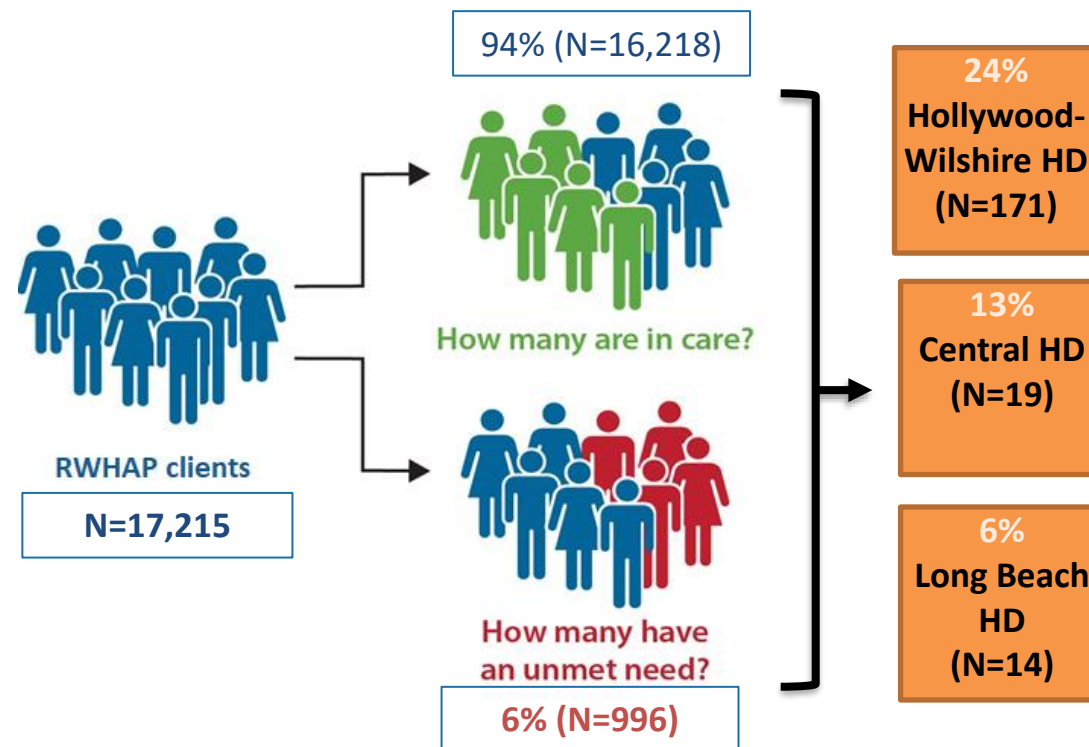 94% (N=16,218)
How many are in care?
RWHAP clients
N=17,215
How many have
an unmet need?
6% (N=996)
24%
Hollywood-
Wilshire HD
(N=171)
13%
Central HD
(N=19)
6%
Long Beach
HD
(N=14)